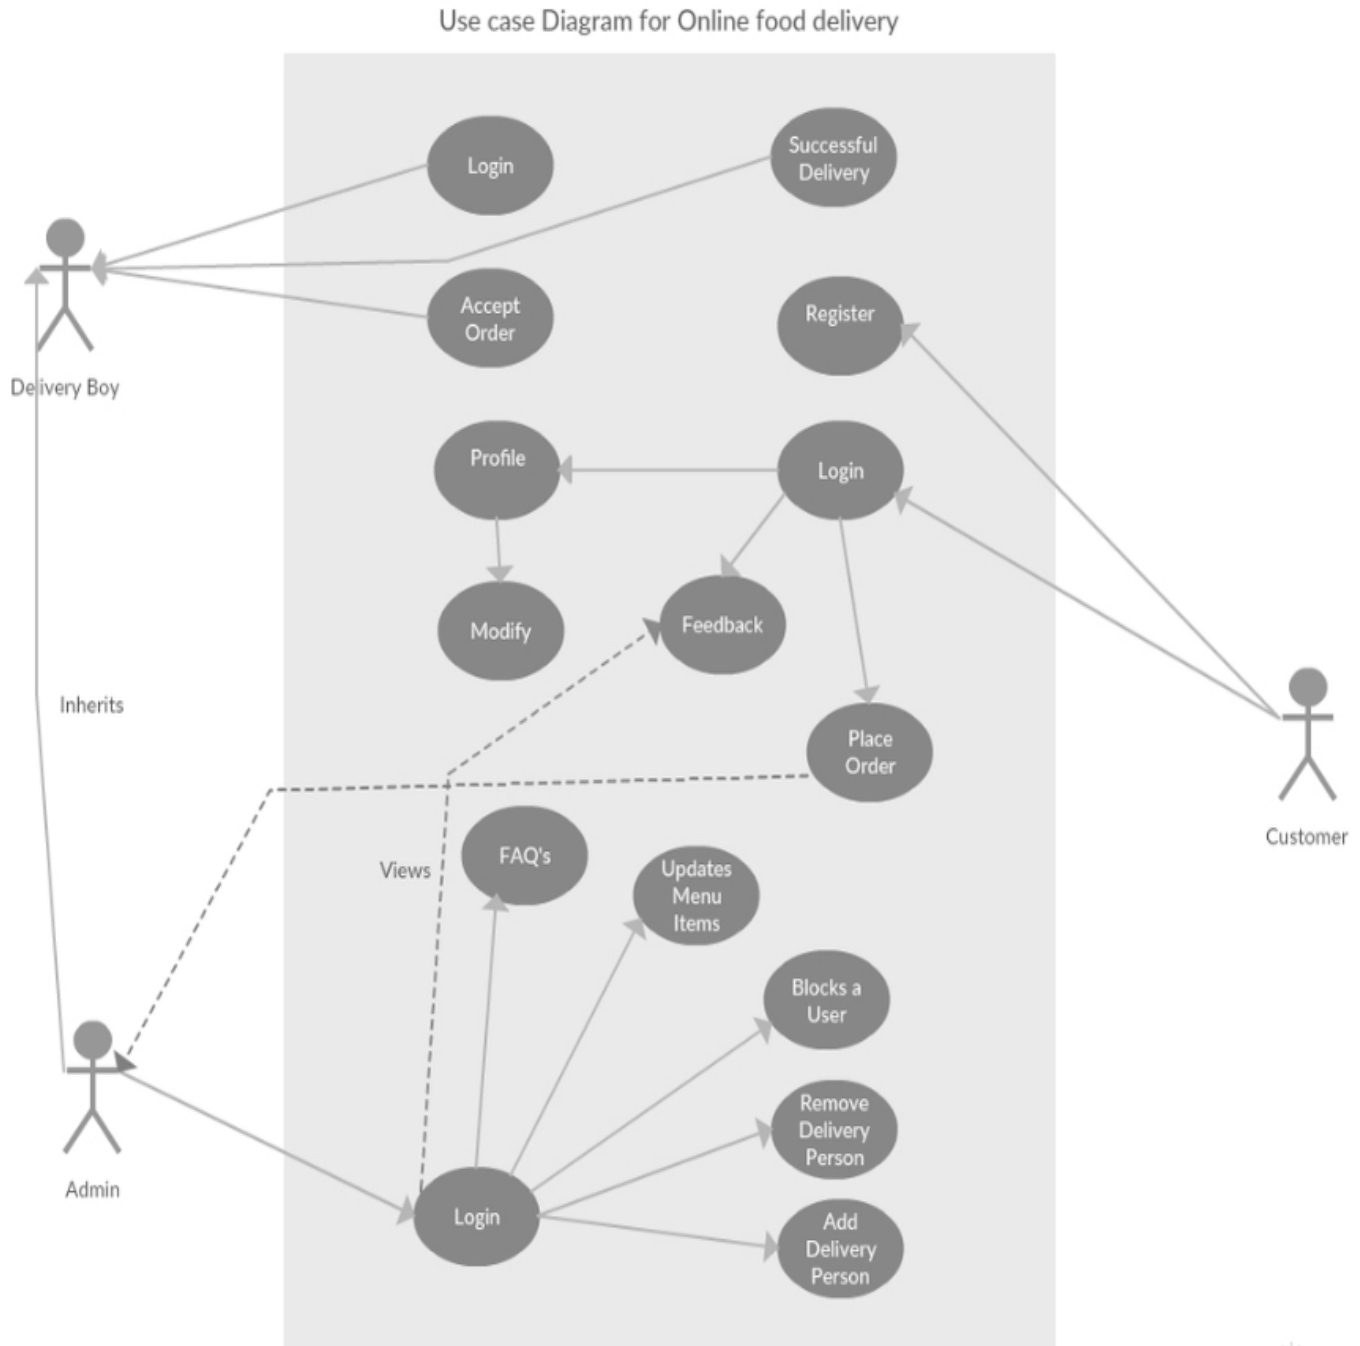 Use case Diagram for Online food delivery
Login
Successful
Delivery
Accept
Order
Register
Delivery Boy
Profile
Login
Modify
Feedback
Inherits
Place
Order
Customer
FAQ's
Views
Updates
Menu
Items
Blocks a
User
Remove
Delivery
Person
Admin
Login
Add
Delivery
Person